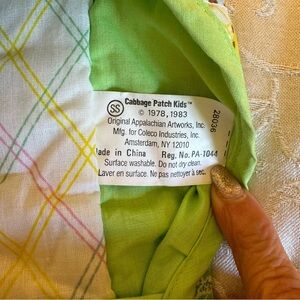 SS Cabbage Patch Kids™
© 1978, 1983
Original Appalachian Artworks, Inc.
Mfg. for Coleco Industries, Inc.
Amsterdam, NY 12010
Made in China Reg. No. PA-1044
Surface washable. Do not dry clean.
Laver en surface. Ne pas nettoyer à sec.
28036